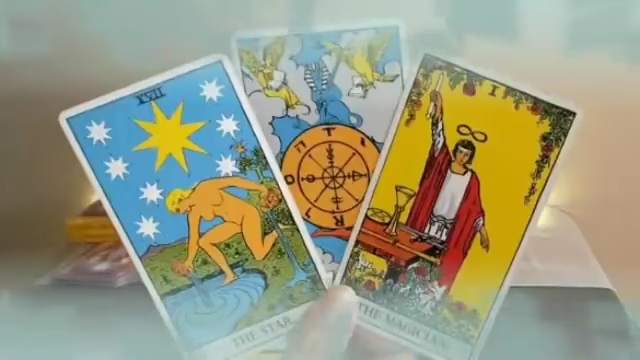 XVII
I
T
A
R
O
THE STAR
THE MAGICIAN